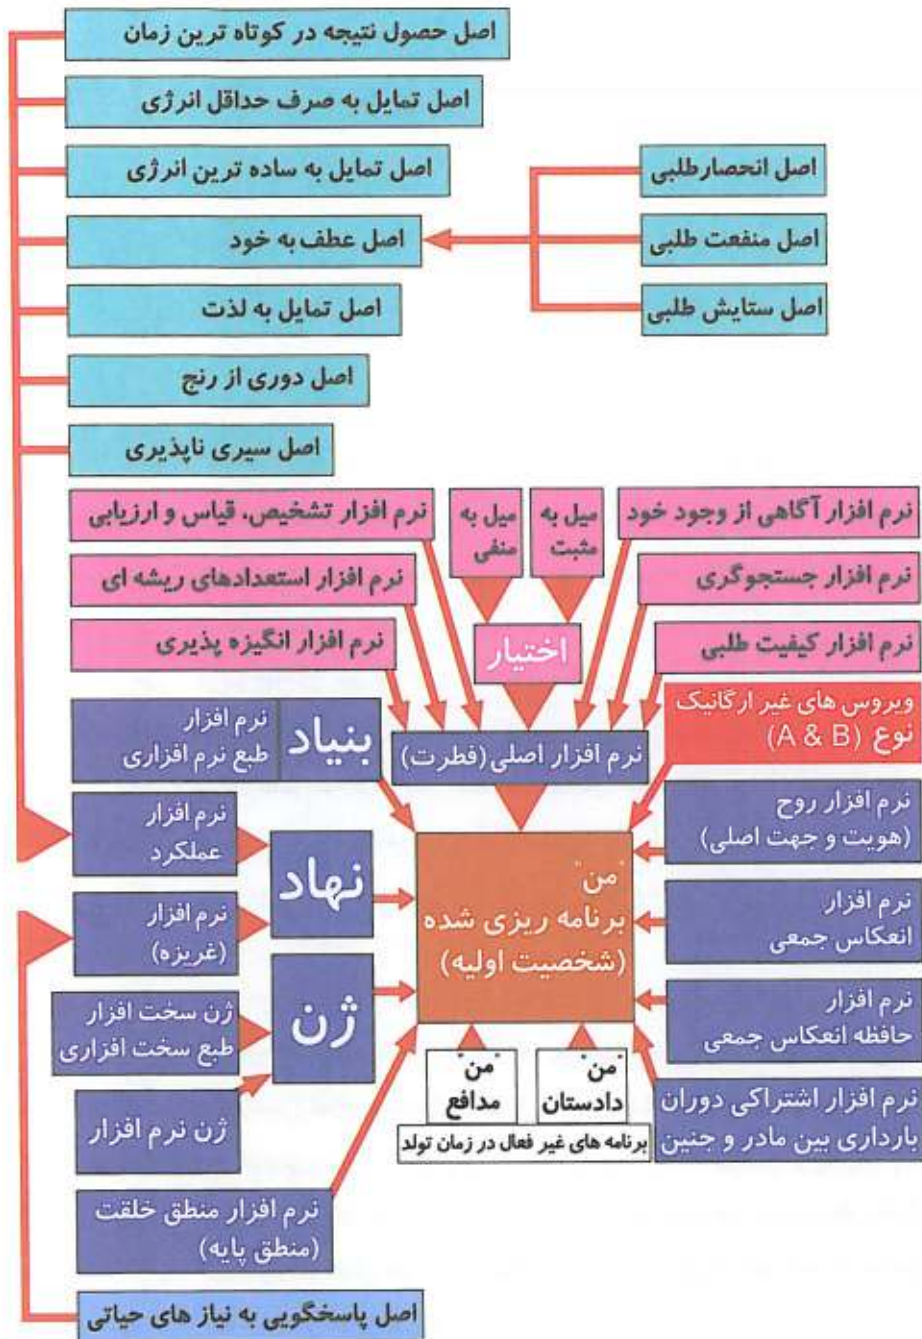 اصل حصول نتیجه در کوتاه ترین زمان
اصل تمایل به صرف حداقل انرژی
اصل تمایل به ساده ترین انرژی
اصل انحصارطلبی
اصل عطف به خود
اصل منفعت طلبی
اصل تمایل به لذت
اصل ستایش طلبی
اصل دوری از رنج
اصل سیری ناپذیری
نرم افزار آگاهی از وجود خود
میل به
مثبت
میل به
منفی
نرم افزار تشخیص، قیاس و ارزیابی
نرم افزار جستجوگری
نرم افزار استعدادهای ریشه ای
نرم افزار کیفیت طلبی
اختیار
نرم افزار انگیزه پذیری
ویروس های غیر ارگانیک
نوع (A & B)
نرم افزار اصلی (فطرت)
بنیاد
نرم افزار
طبع نرم افزاری
نرم افزار روح
(هویت و جهت اصلی)
نرم افزار
عملکرد
نهاد
"من"
برنامه ریزی شده
(شخصیت اولیه)
نرم افزار
انعکاس جمعی
نرم افزار
(غریزه)
نرم افزار
حافظه انعکاس جمعی
ژن
ژن سخت افزار
طبع سخت افزاری
"من"
دادستان
"من"
مدافع
نرم افزار اشتراکی دوران
بارداری بین مادر و جنین
ژن نرم افزار
برنامه های غیر فعال در زمان تولد
نرم افزار منطق خلقت
(منطق پایه)
اصل پاسخگویی به نیاز های حیاتی